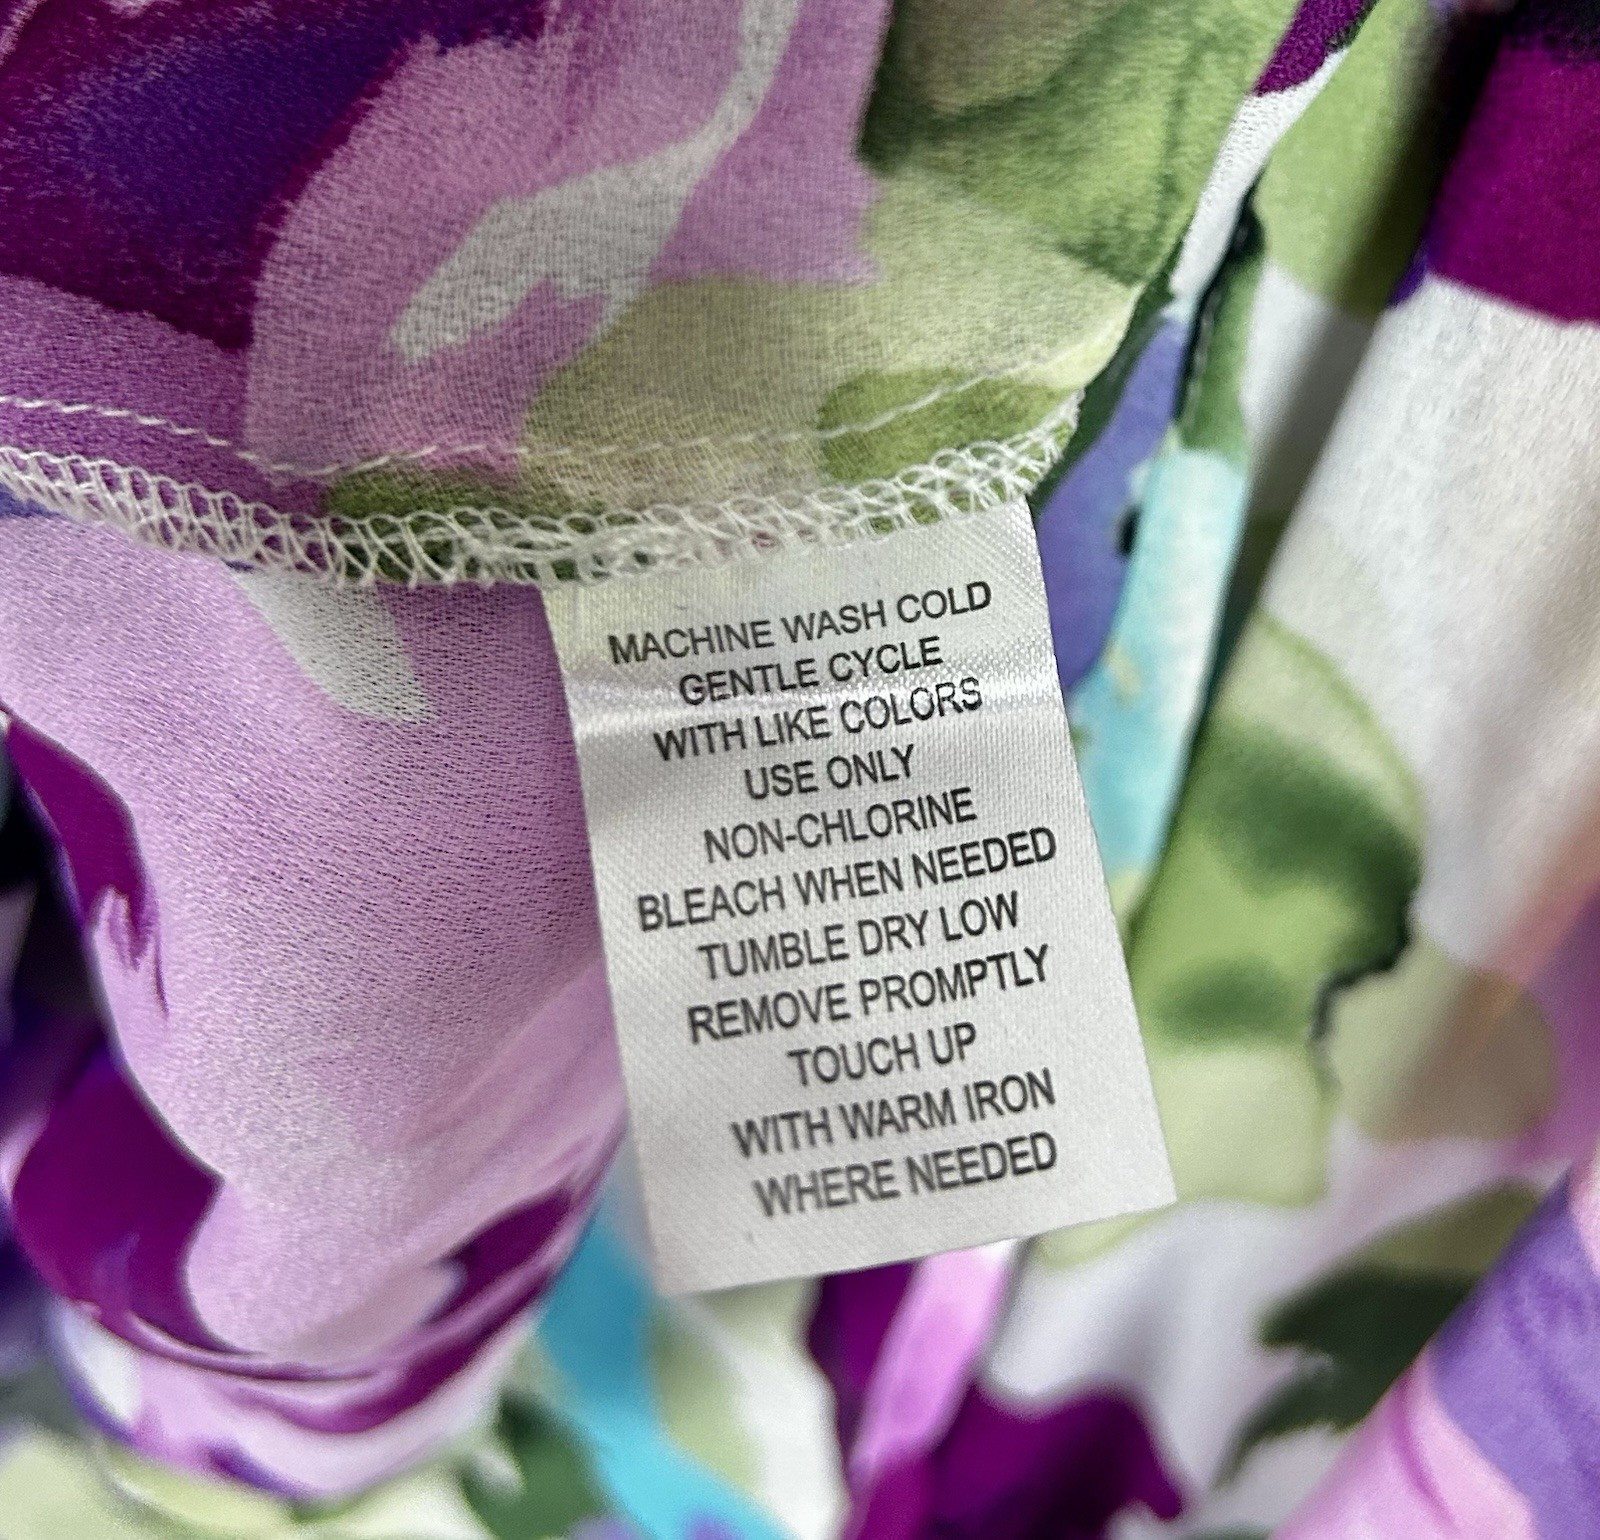 MACHINE WASH COLD
GENTLE CYCLE
WITH LIKE COLORS
USE ONLY
NON-CHLORINE
BLEACH WHEN NEEDED
TUMBLE DRY LOW
REMOVE PROMPTLY
TOUCH UP
WITH WARM IRON
WHERE NEEDED